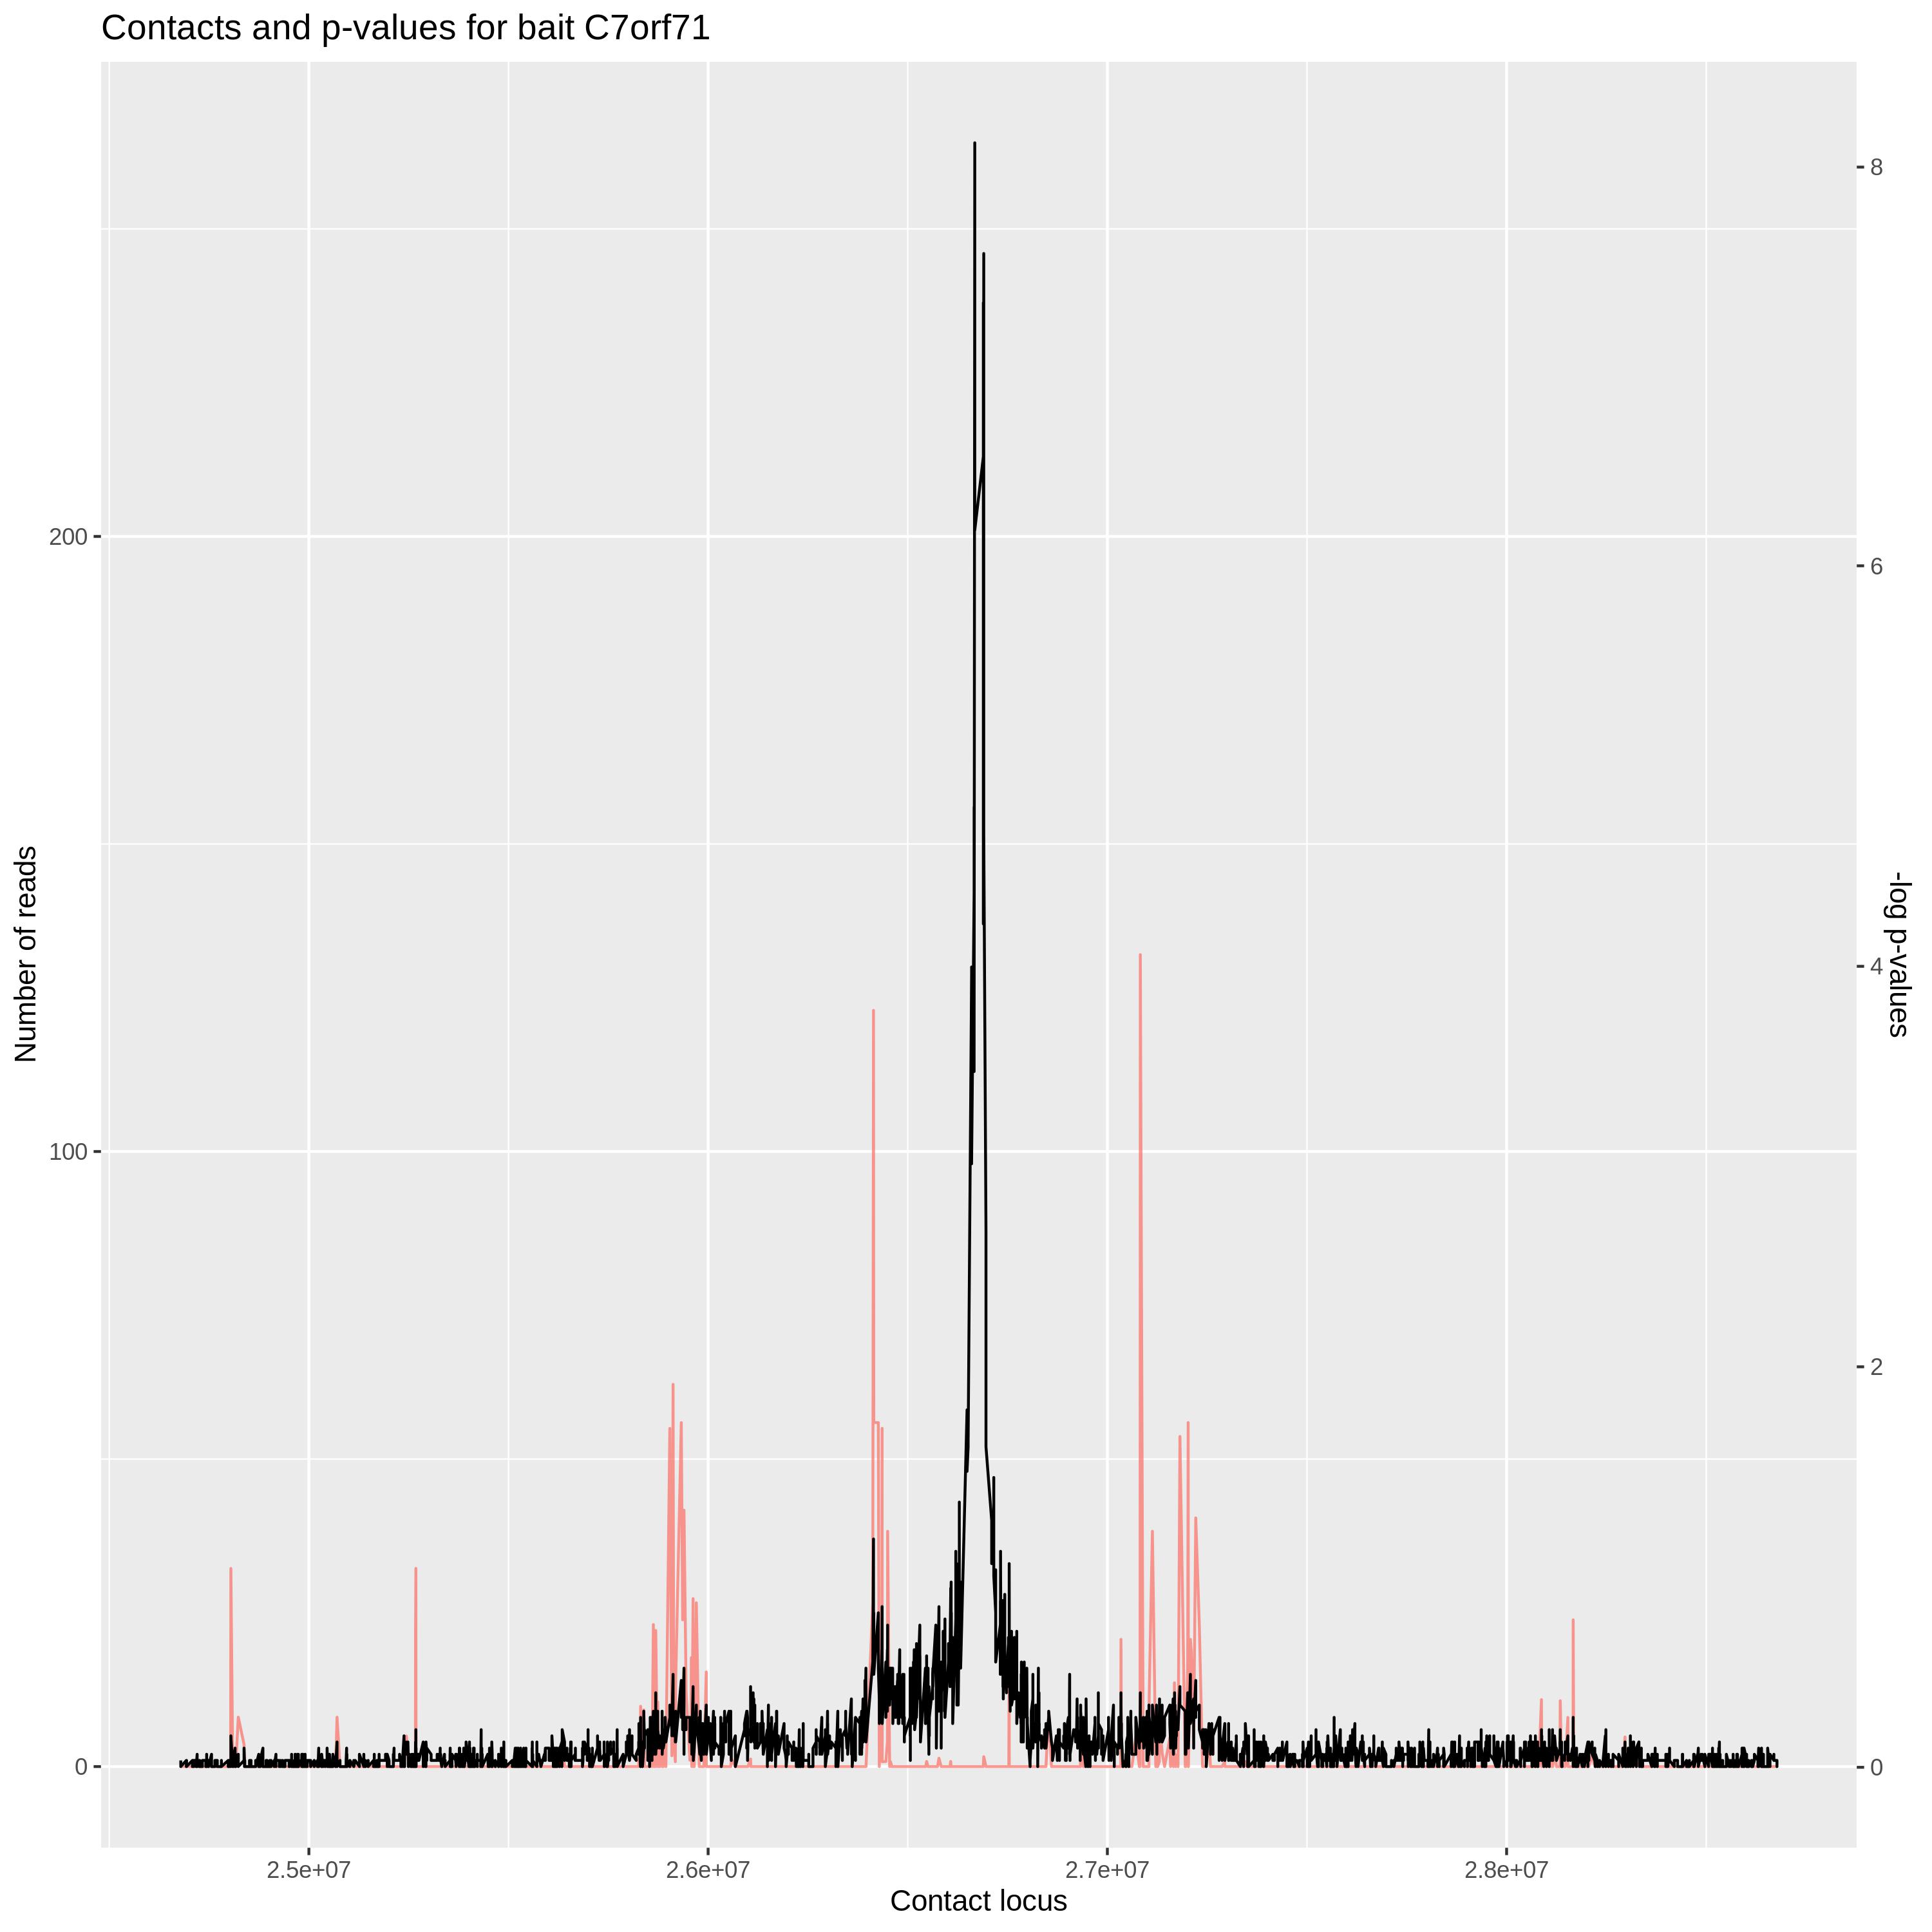 Contacts and p-values for bait C7orf71
Number of reads
200
100
0
8
6
4
2
0
-log p-values
2.5e+07
2.6e+07
2.7e+07
2.8e+07
Contact locus